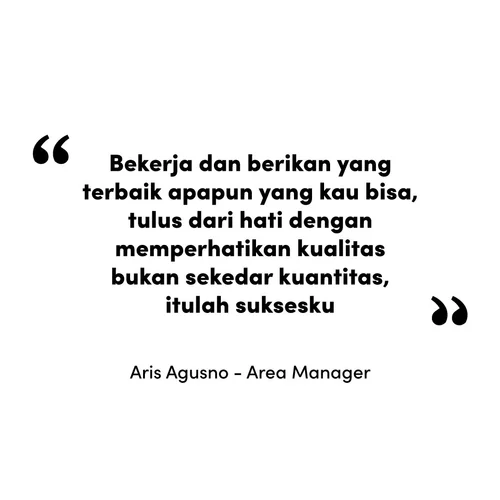 “
Bekerja dan berikan yang
terbaik apapun yang kau bisa,
tulus dari hati dengan
memperhatikan kualitas
bukan sekedar kuantitas,
itulah suksesku
”
Aris Agusno - Area Manager